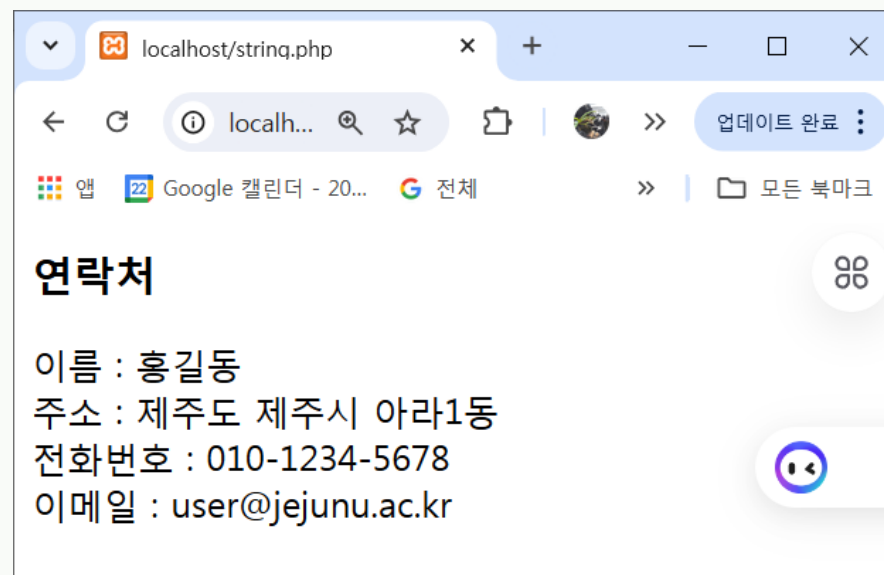 localhost/string.php
localh...
업데이트 완료
앱
22
Google 캘린더 - 20...
G 전체
모든 북마크
연락처
이름 : 홍길동
주소 : 제주도 제주시 아라1동
전화번호 : 010-1234-5678
이메일 : user@jejunu.ac.kr